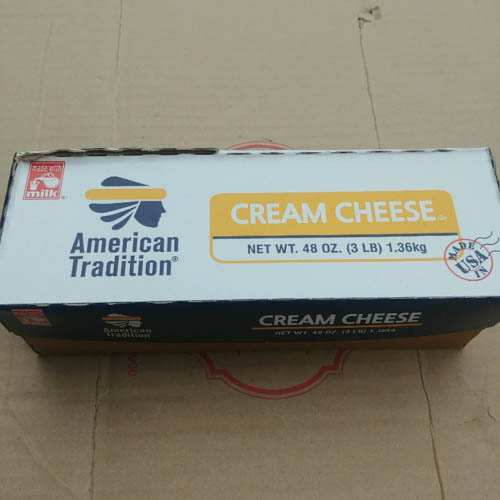 made with
milk
American
Tradition®
CREAM CHEESE
NET WT. 48 OZ. (3 LB) 1.36kg
MADE
IN
USA
American
Tradition
CREAM CHEESE
NET WT. 48 OZ. (3 LB) 1.36kg